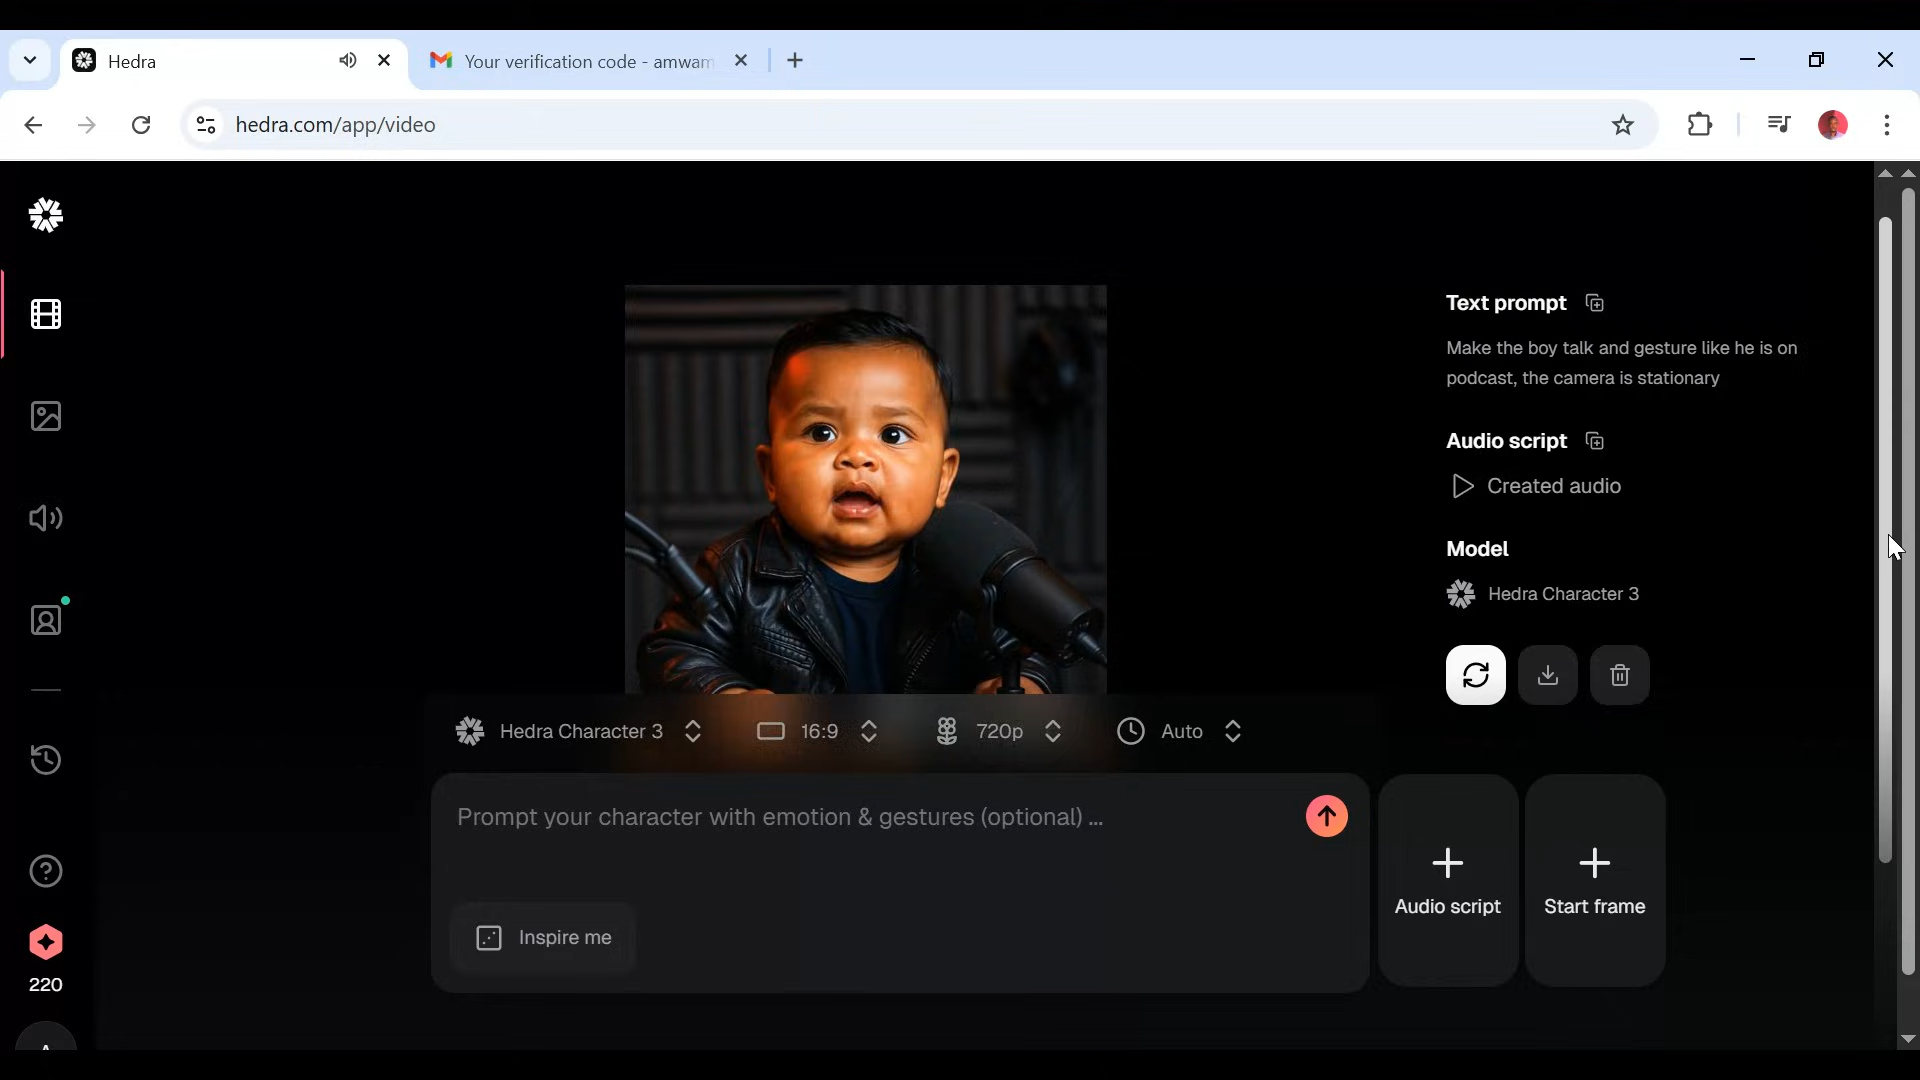 Hedra
Your verification code - amwam
hedra.com/app/video
Text prompt
Make the boy talk and gesture like he is on
podcast, the camera is stationary
Audio script
Created audio
Model
Hedra Character 3
Hedra Character 3
16:9
720p
Auto
Prompt your character with emotion & gestures (optional) ...
Inspire me
Audio script
Start frame
220